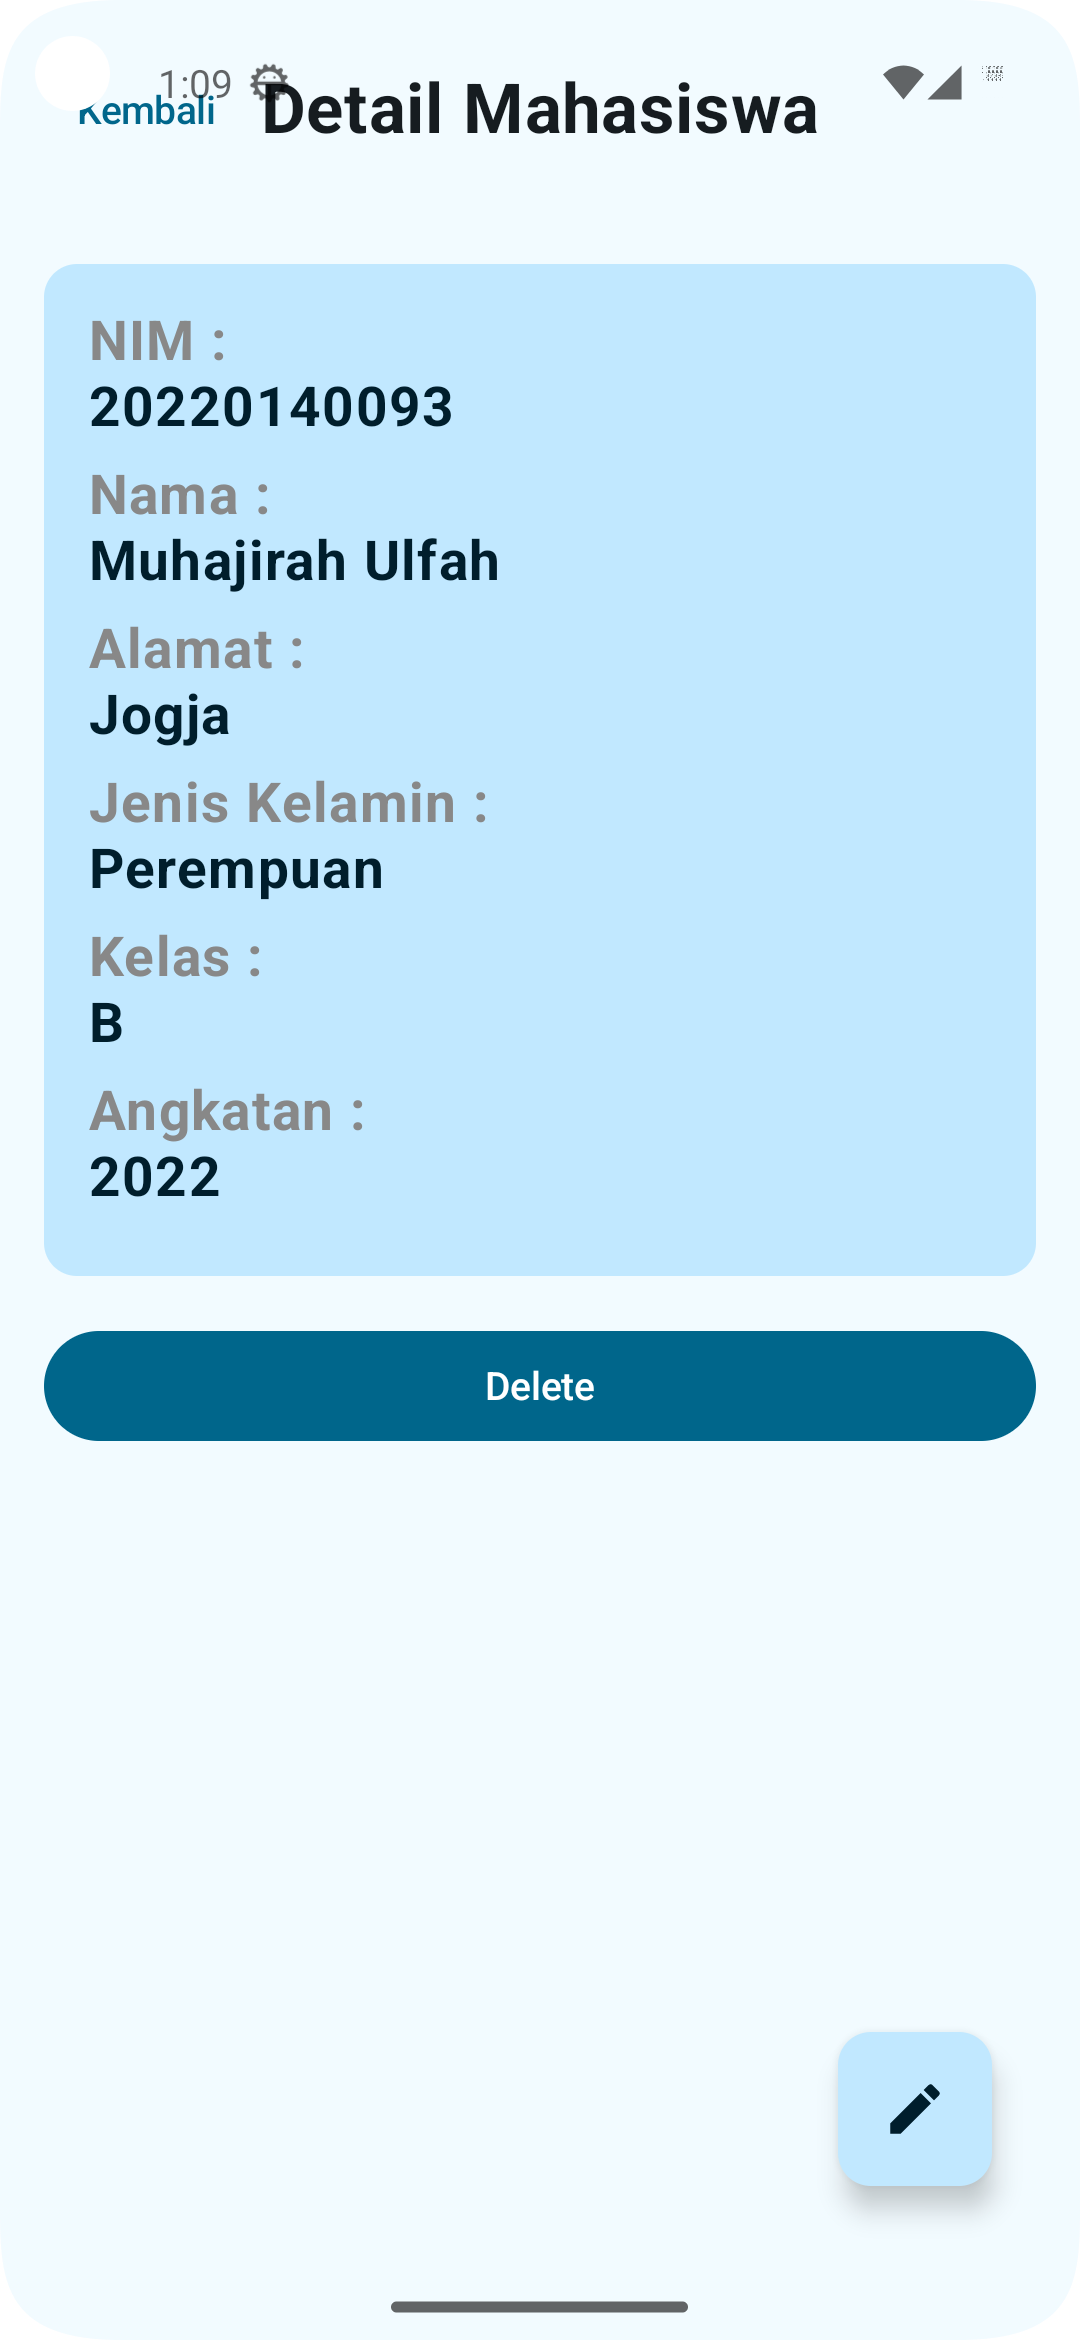 1:09
Kembali
Detail Mahasiswa
NIM :
20220140093
Nama :
Muhajirah Ulfah
Alamat :
Jogja
Jenis Kelamin :
Perempuan
Kelas :
B
Angkatan :
2022
Delete